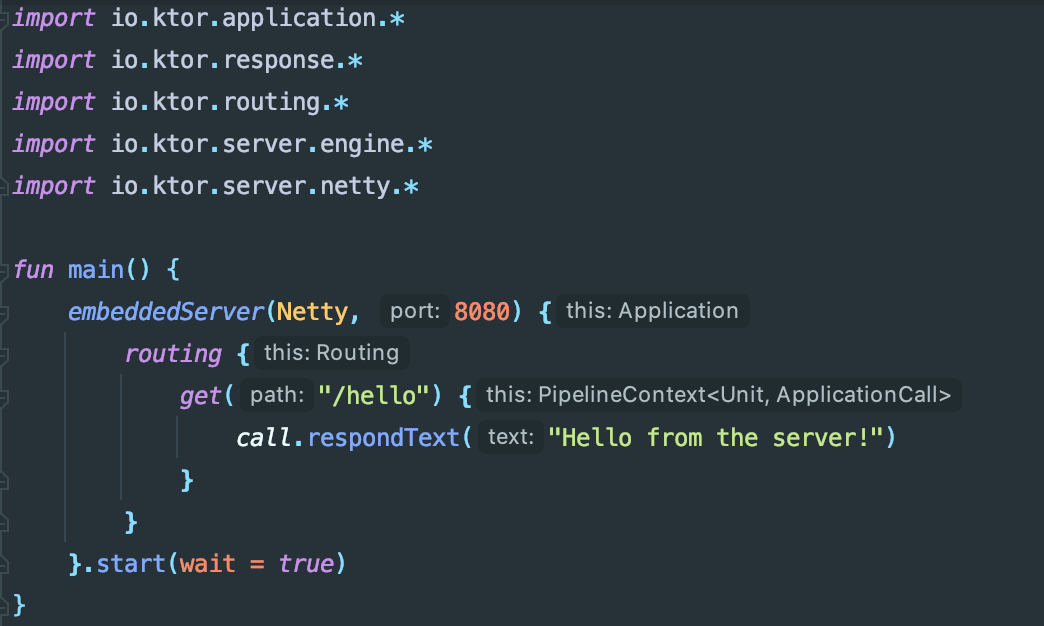 import io.ktor.application.*
import io.ktor.response.*
import io.ktor.routing.*
import io.ktor.server.engine.*
import io.ktor.server.netty.*

fun main() {
    embeddedServer(Netty, port: 8080) { this: Application
        routing { this: Routing
            get( path: "/hello") { this: PipelineContext<Unit, ApplicationCall>
                call.respondText( text: "Hello from the server!")
            }
        }
    }.start(wait = true)
}